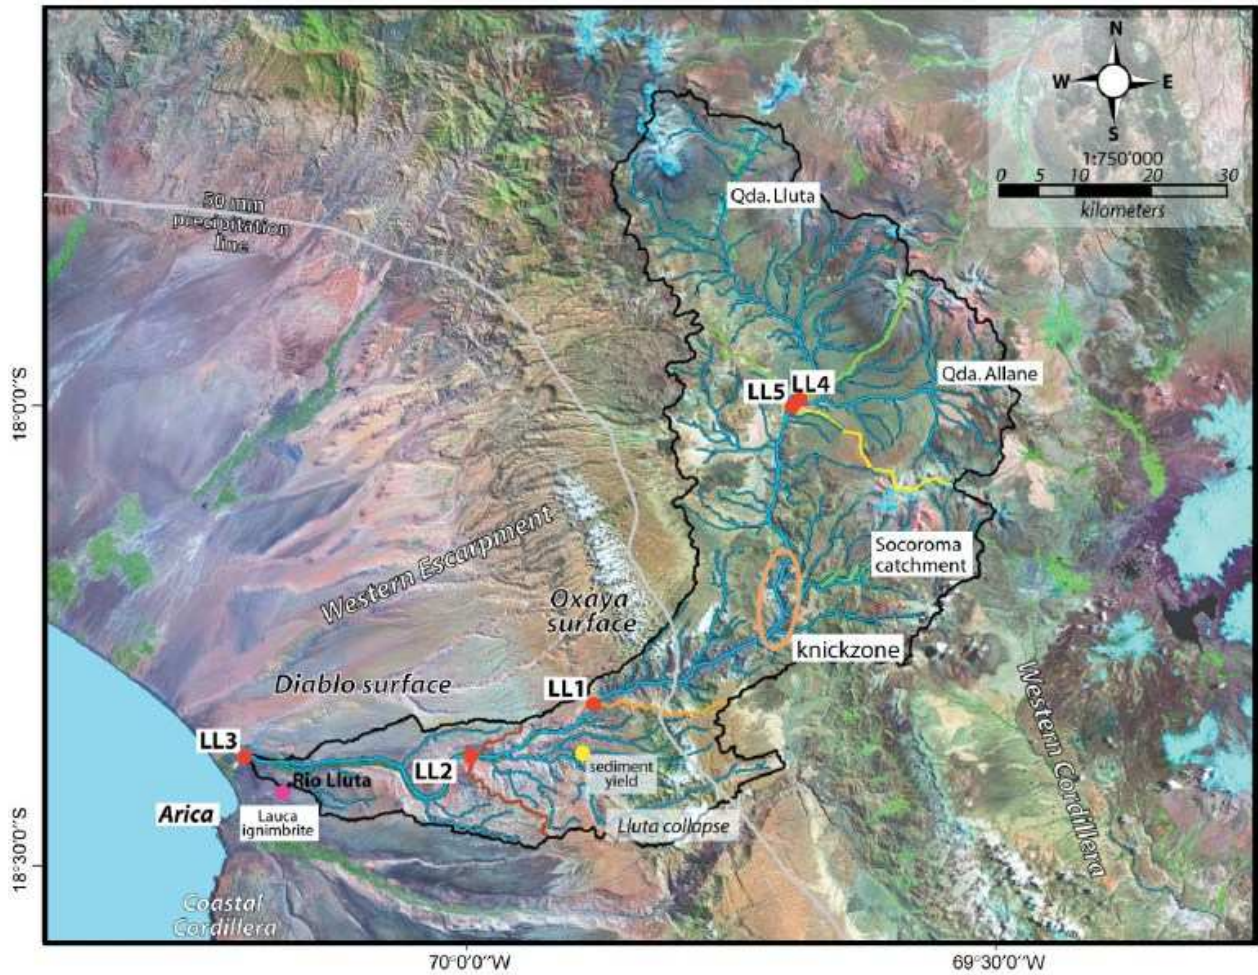 N
W E
S
1:750'000
0 5 10 20 30
kilometers
50 mm
precipitation
line
Qda. Lluta
Qda. Allane
LL5 LL4
18°0'0"S
Western Escarpment
Socoroma
catchment
Oxaya
surface
knickzone
Diablo surface
LL1
Western Cordillera
LL3
LL2
sediment
yield
Rio Lluta
Arica
Lauca
ignimbrite
Lluta collapse
18°30'0"S
Coastal
Cordillera
70°0'0"W
69°30'0"W